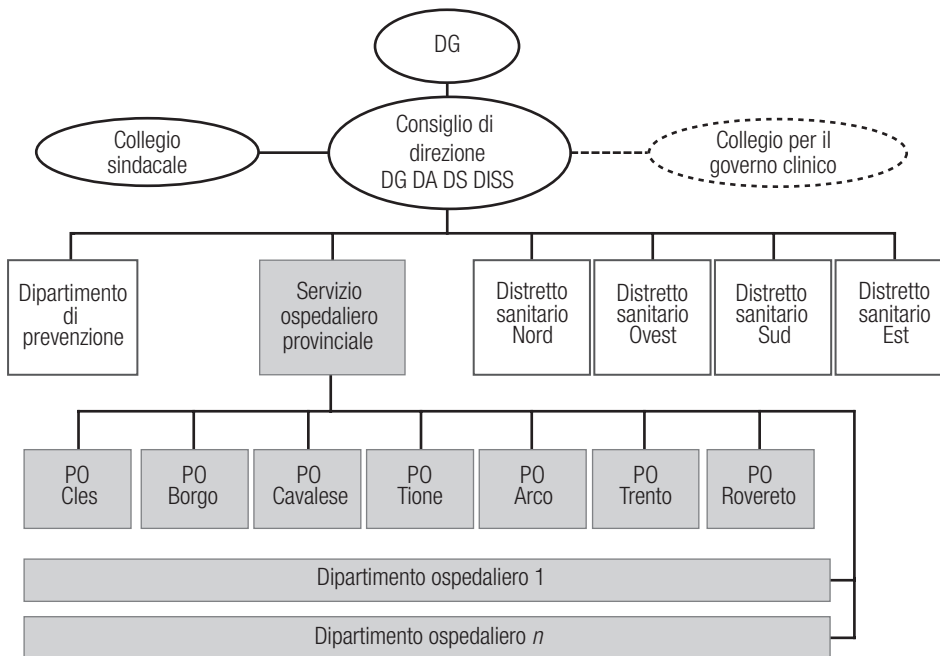 DG
Collegio
sindacale
Consiglio di
direzione
DG DA DS DISS
Collegio per il
governo clinico
Dipartimento
di
prevenzione
Servizio
ospedaliero
provinciale
Distretto
sanitario
Nord
Distretto
sanitario
Ovest
Distretto
sanitario
Sud
Distretto
sanitario
Est
PO
Cles
PO
Borgo
PO
Cavalese
PO
Tione
PO
Arco
PO
Trento
PO
Rovereto
Dipartimento ospedaliero 1
Dipartimento ospedaliero n